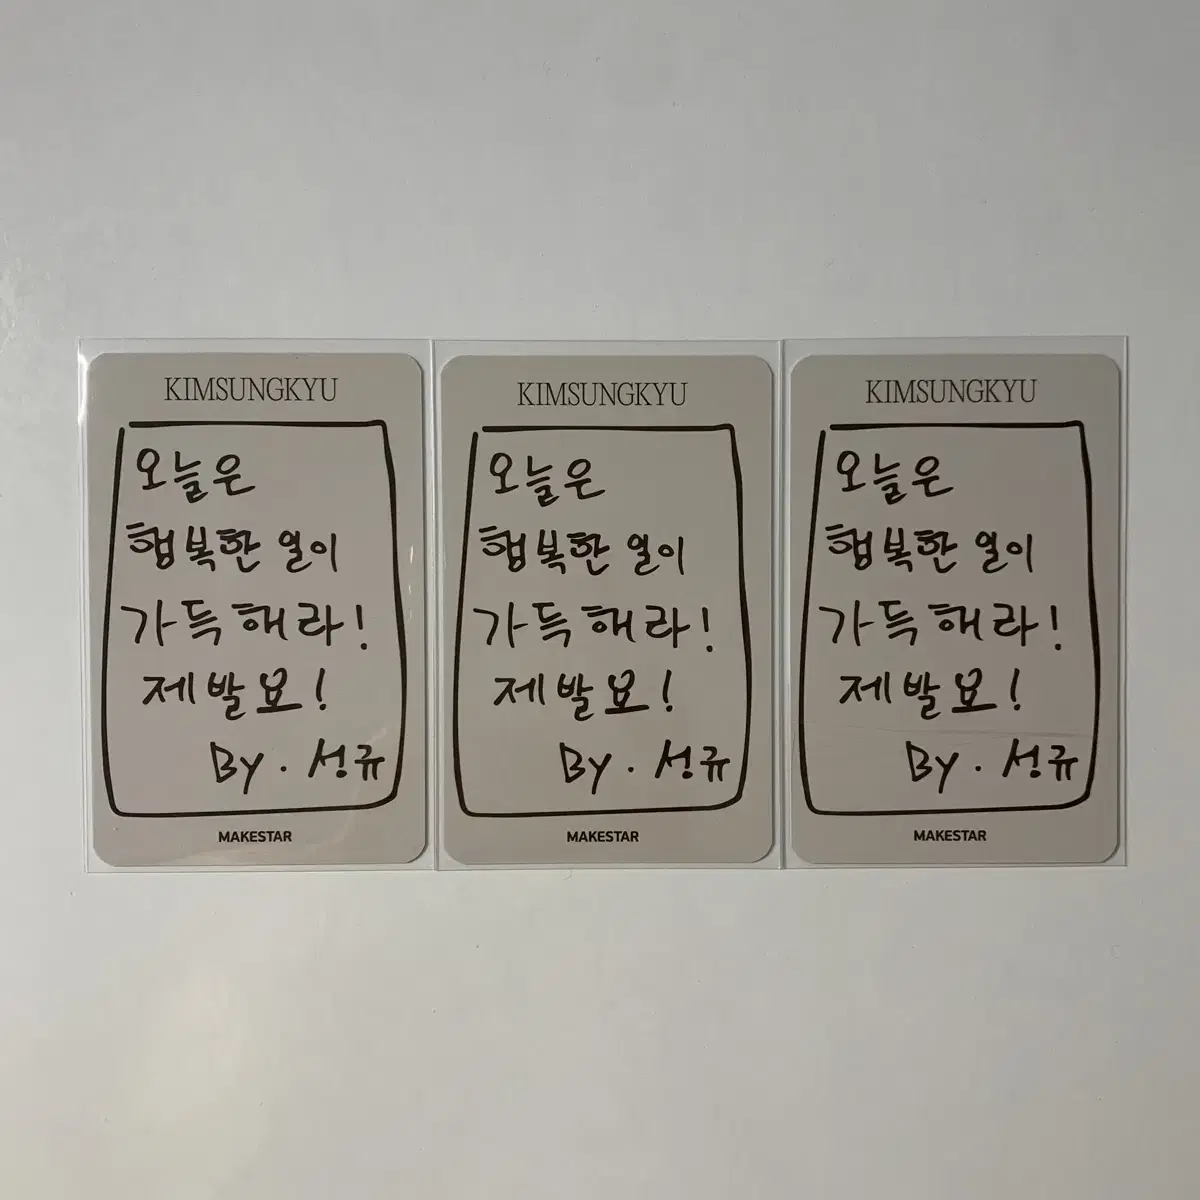 KIMSUNGKYU
오늘은
행복한 일이
가득해라!
제발요!
By. 성규
MAKESTAR
KIMSUNGKYU
오늘은
행복한 일이
가득해라!
제발요!
By. 성규
MAKESTAR
KIMSUNGKYU
오늘은
행복한 일이
가득해라!
제발요!
By. 성규
MAKESTAR